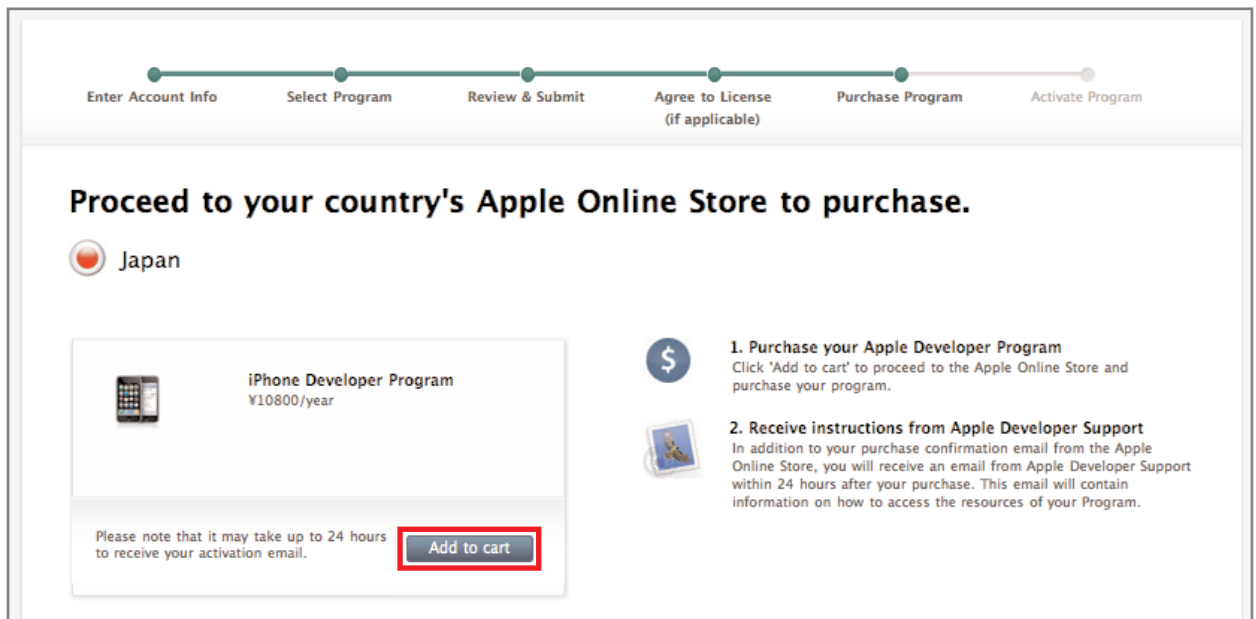 Enter Account Info
Select Program
Review & Submit
Agree to License
(if applicable)
Purchase Program
Activate Program
Proceed to your country's Apple Online Store to purchase.
Japan
iPhone Developer Program
¥10800/year
Please note that it may take up to 24 hours
to receive your activation email.
Add to cart
$
1. Purchase your Apple Developer Program
Click 'Add to cart' to proceed to the Apple Online Store and
purchase your program.
2. Receive instructions from Apple Developer Support
In addition to your purchase confirmation email from the Apple
Online Store, you will receive an email from Apple Developer Support
within 24 hours after your purchase. This email will contain
information on how to access the resources of your Program.